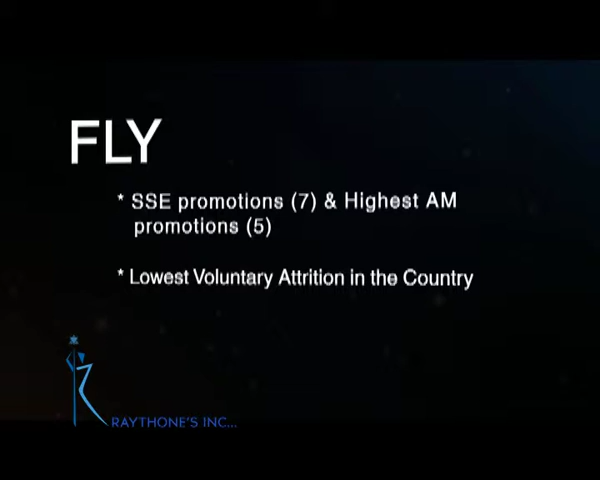 FLY
* SSE promotions (7) & Highest AM
promotions (5)
* Lowest Voluntary Attrition in the Country
RAYTHONE'S INC...